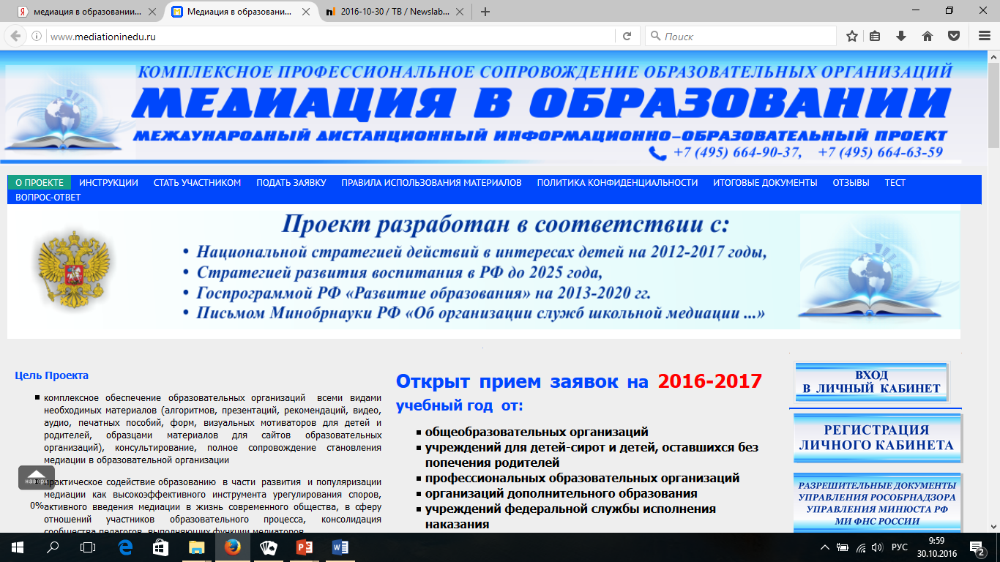 медиация в образовании...
Медиация в образовани...
2016-10-30 / ТВ / Newslab...
www.mediationinedu.ru
Поиск
КОМПЛЕКСНОЕ ПРОФЕССИОНАЛЬНОЕ СОПРОВОЖДЕНИЕ ОБРАЗОВАТЕЛЬНЫХ ОРГАНИЗАЦИЙ
МЕДИАЦИЯ В ОБРАЗОВАНИИ
МЕЖДУНАРОДНЫЙ ДИСТАНЦИОННЫЙ ИНФОРМАЦИОННО-ОБРАЗОВАТЕЛЬНЫЙ ПРОЕКТ
+7 (495) 664-90-37, +7 (495) 664-63-59
О ПРОЕКТЕ ИНСТРУКЦИИ СТАТЬ УЧАСТНИКОМ ПОДАТЬ ЗАЯВКУ ПРАВИЛА ИСПОЛЬЗОВАНИЯ МАТЕРИАЛОВ ПОЛИТИКА КОНФИДЕНЦИАЛЬНОСТИ ИТОГОВЫЕ ДОКУМЕНТЫ ОТЗЫВЫ ТЕСТ
ВОПРОС-ОТВЕТ
Проект разработан в соответствии с:
• Национальной стратегией действий в интересах детей на 2012-2017 годы,
• Стратегией развития воспитания в РФ до 2025 года,
• Госпрограммой РФ «Развитие образования» на 2013-2020 гг.
• Письмом Минобрнауки РФ «Об организации служб школьной медиации ...»
Цель Проекта
комплексное обеспечение образовательных организаций всеми видами
необходимых материалов (алгоритмов, презентаций, рекомендаций, видео,
аудио, печатных пособий, форм, визуальных мотиваторов для детей и
родителей, образцами материалов для сайтов образовательных
организаций), консультирование, полное сопровождение становления
медиации в образовательной организации
наверх
практическое содействие образованию в части развития и популяризации
медиации как высокоэффективного инструмента урегулирования споров,
0%
активного введения медиации в жизнь современного общества, в сферу
отношений участников образовательного процесса, консолидация
сообщества педагогов, выполняющих функции медиаторов
Открыт прием заявок на 2016-2017
учебный год от:
общеобразовательных организаций
учреждений для детей-сирот и детей, оставшихся без
попечения родителей
профессиональных образовательных организаций
организаций дополнительного образования
учреждений федеральной службы исполнения
наказания
ВХОД
В ЛИЧНЫЙ КАБИНЕТ
РЕГИСТРАЦИЯ
ЛИЧНОГО КАБИНЕТА
РАЗРЕШИТЕЛЬНЫЕ ДОКУМЕНТЫ
УПРАВЛЕНИЯ РОСОБРНАДЗОРА
УПРАВЛЕНИЯ МИНЮСТА РФ
МИ ФНС РОССИИ
РУС
9:59
30.10.2016
2